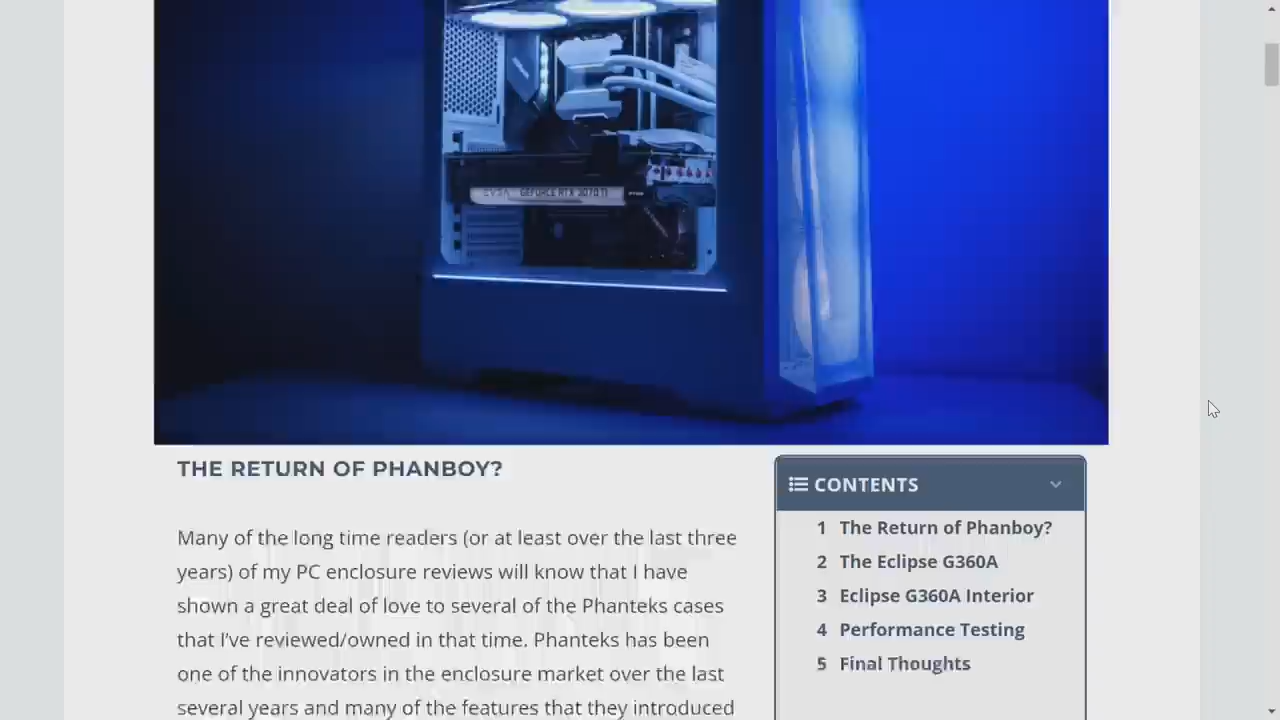 EVGA GEFORCE RTX 3070 TI
THE RETURN OF PHANBOY?
Many of the long time readers (or at least over the last three
years) of my PC enclosure reviews will know that I have
shown a great deal of love to several of the Phanteks cases
that I’ve reviewed/owned in that time. Phanteks has been
one of the innovators in the enclosure market over the last
several years and many of the features that they introduced
CONTENTS
1 The Return of Phanboy?
2 The Eclipse G360A
3 Eclipse G360A Interior
4 Performance Testing
5 Final Thoughts